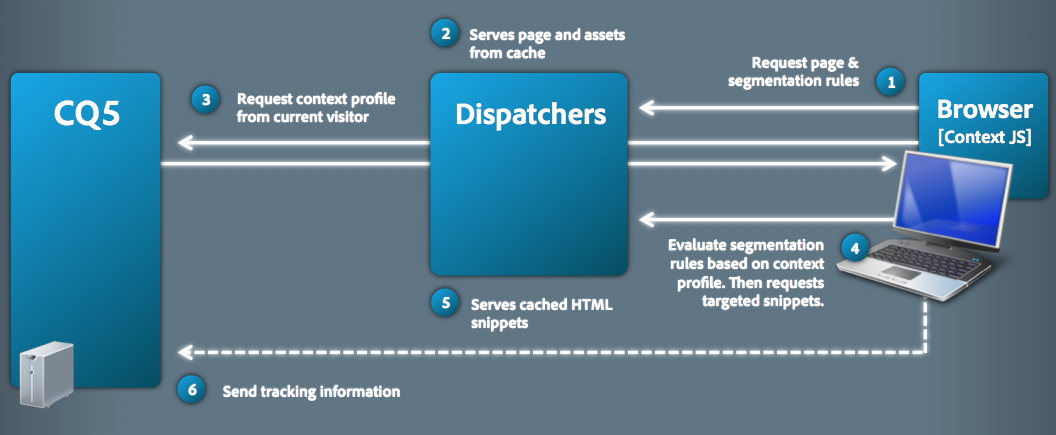 2
Serves page and assets
from cache
Request page &
segmentation rules
1
3
Request context profile
from current visitor
CQ5
Dispatchers
Browser
[Context JS]
Evaluate segmentation
rules based on context
profile. Then requests
targeted snippets.
4
5
Serves cached HTML
snippets
6
Send tracking information